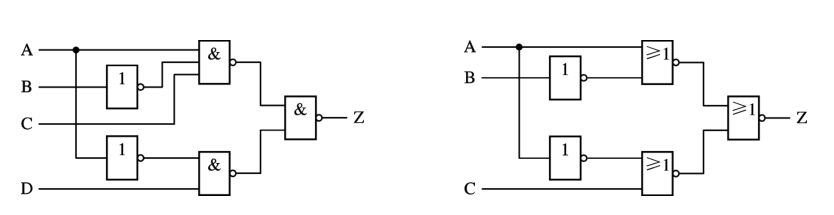 A & A ≥1
B 1 B 1
C & Z ≥1 Z
1 & 1 ≥1
D C